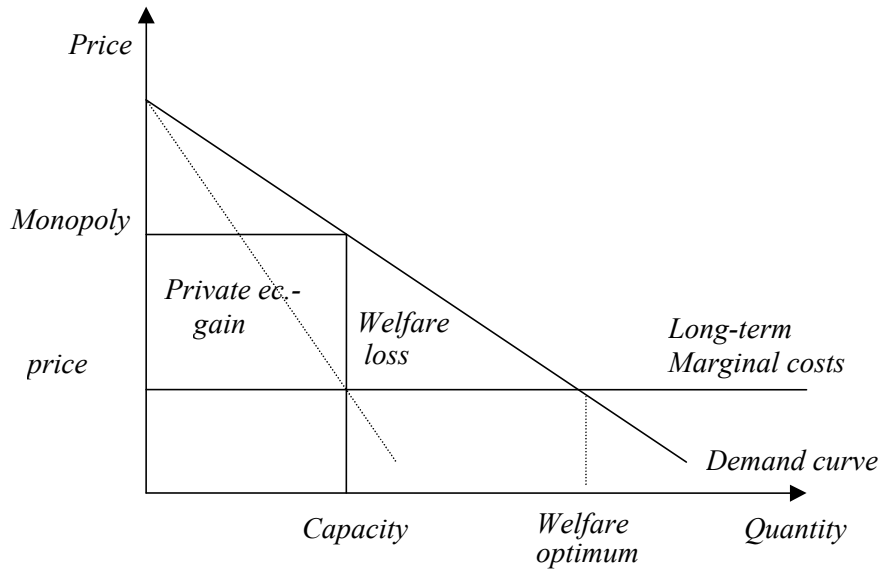 Price
Monopoly
Private ec.-
gain
Welfare
loss
Long-term
Marginal costs
price
Demand curve
Capacity
Welfare
optimum
Quantity